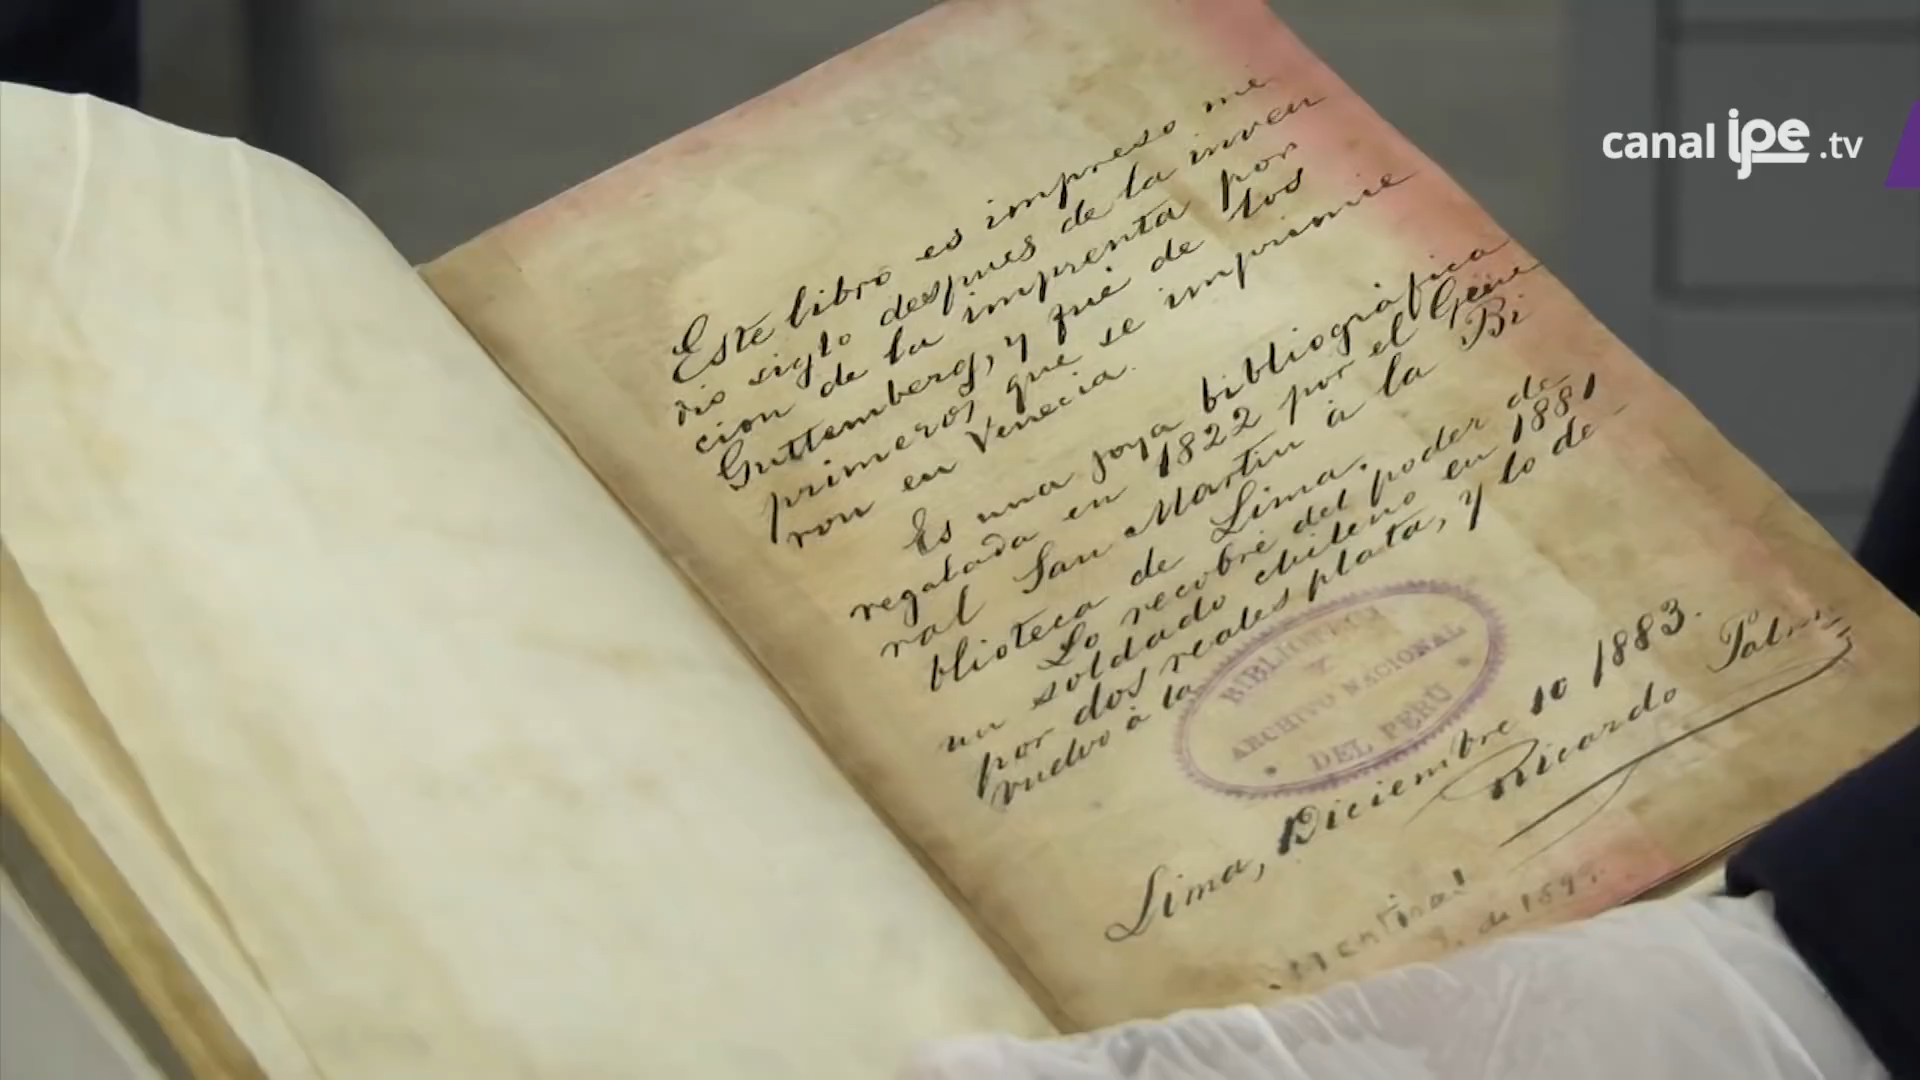 canal ipe .tv
Este libro es impreso me
dio siglo despues de la inven
cion de la imprenta por
Guttemberg, y fué de los
primeros que se imprimie
ron en Venecia.
Es una joya bibliográfica
regalada en 1822 por el Gene
ral San Martin á la Bi
blioteca de Lima.
Lo recobré del poder de
un soldado chileno en 1881
por dos reales plata, y lo de
vuelvo á la
BIBLIOTECA
Y
ARCHIVO NACIONAL
DEL PERÚ
Lima, Diciembre 10 1883.
Ricardo Palma
de 189